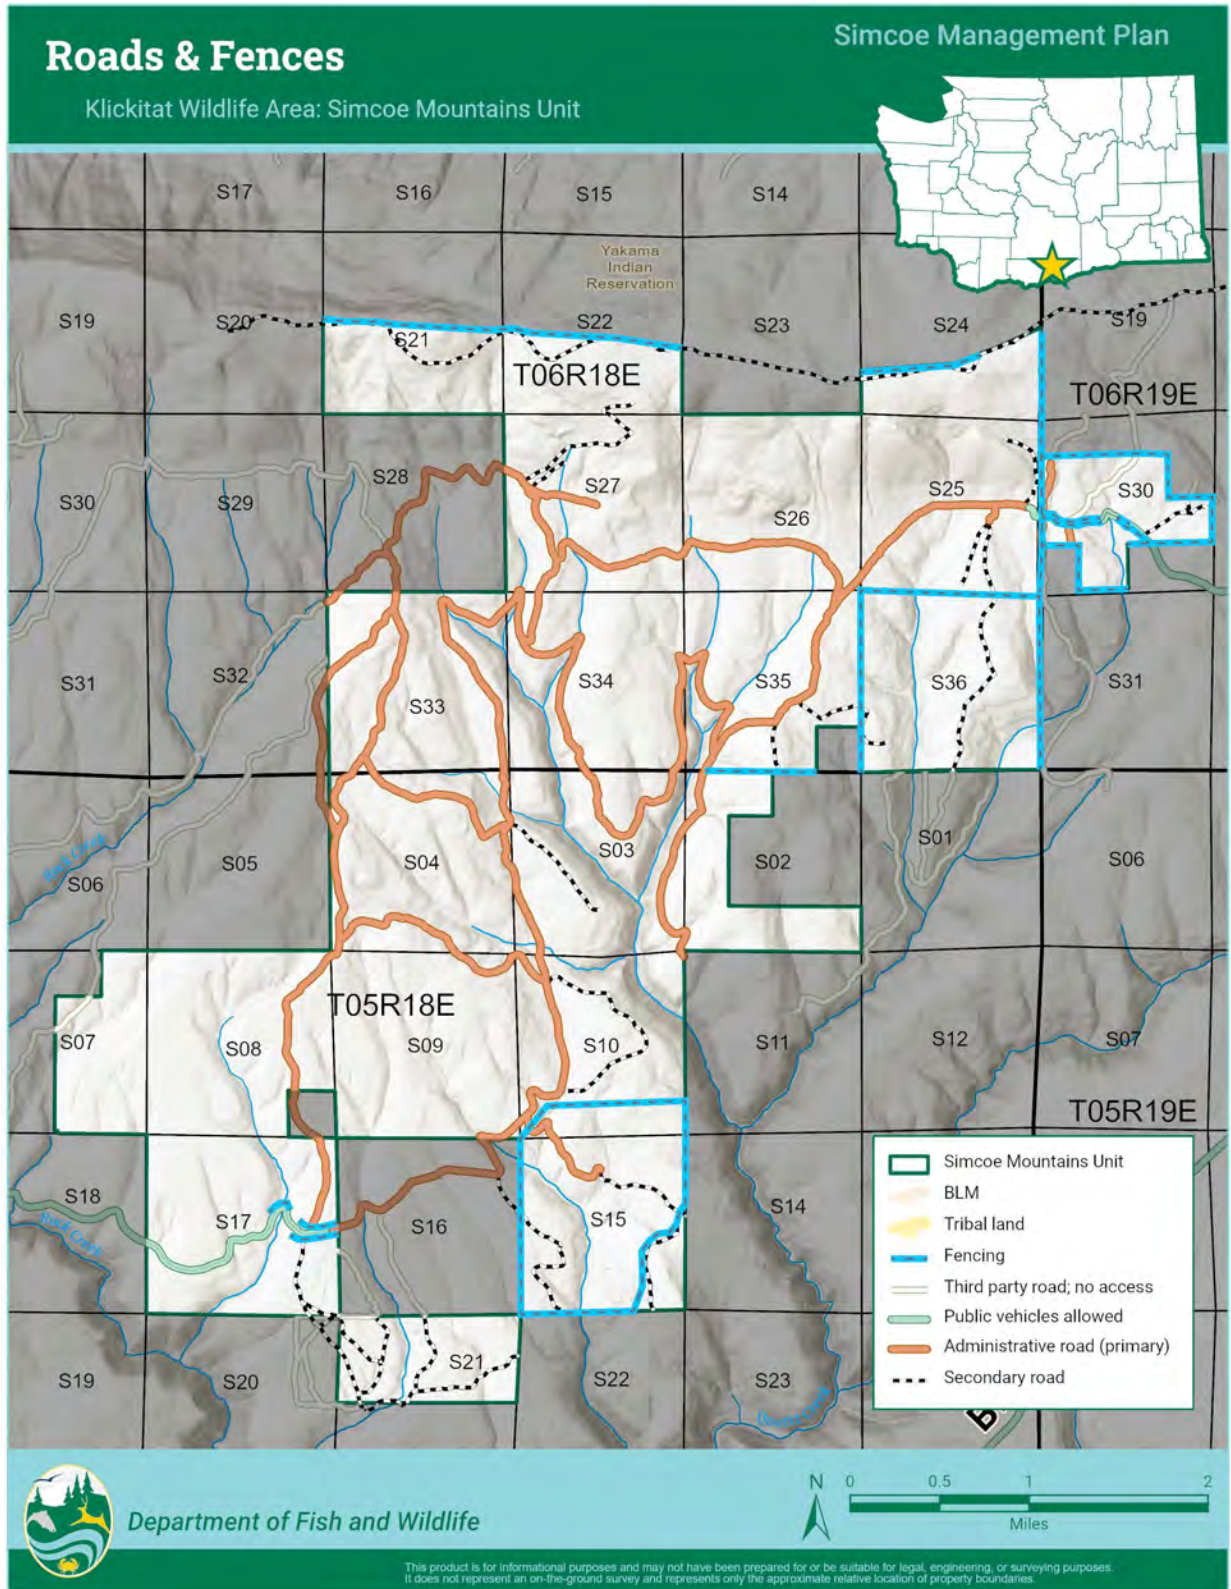 Simcoe Management Plan
Roads & Fences
Klickitat Wildlife Area: Simcoe Mountains Unit
S17
S16
S15
S14
Yakama
Indian
Reservation
S19
S20
S21
S22
S23
S24
S19
T06R18E
T06R19E
S30
S29
S28
S27
S26
S25
S30
S31
S32
S33
S34
S35
S36
S31
Rock Creek
S06
S05
S04
S03
S02
S01
S06
T05R18E
S07
S08
S09
S10
S11
S12
S07
T05R19E
S18
Rock Creek
S17
S16
S15
S14
S19
S20
S21
S22
S23
Simcoe Mountains Unit
BLM
Tribal land
Fencing
Third party road; no access
Public vehicles allowed
Administrative road (primary)
Secondary road
Department of Fish and Wildlife
N
0 0.5 1 2
Miles
This product is for informational purposes and may not have been prepared for or be suitable for legal, engineering, or surveying purposes.
It does not represent an on-the-ground survey and represents only the approximate relative location of property boundaries.